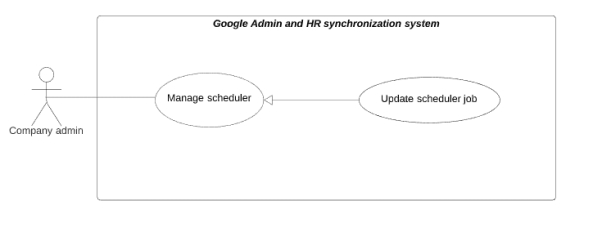 Google Admin and HR synchronization system
Manage scheduler
Update scheduler job
Company admin